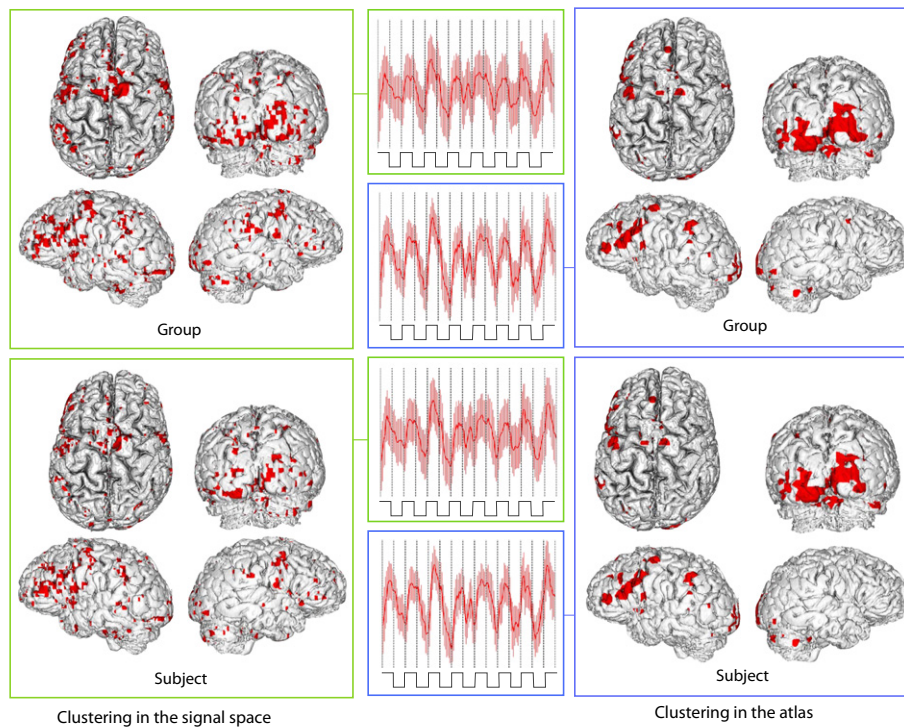 Group
Group
Subject
Subject
Clustering in the signal space
Clustering in the atlas